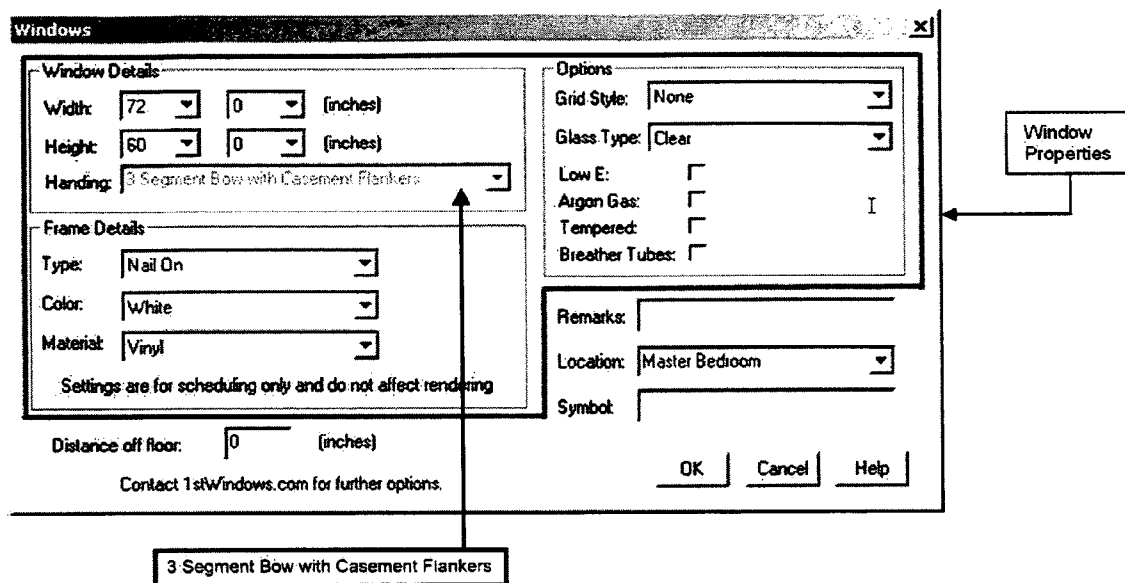 Windows
Window Details
Width: 72 0 (inches)
Height: 60 0 (inches)
Handing: 3 Segment Bow with Casement Flankers
Frame Details
Type: Nail On
Color: White
Material: Vinyl
Settings are for scheduling only and do not affect rendering
Options
Grid Style: None
Glass Type: Clear
Low E:
Argon Gas:
Tempered:
Breather Tubes:
Remarks:
Location: Master Bedroom
Symbol:
Distance off floor: 0 (inches)
Contact 1stWindows.com for further options.
OK Cancel Help
Window
Properties
3 Segment Bow with Casement Flankers